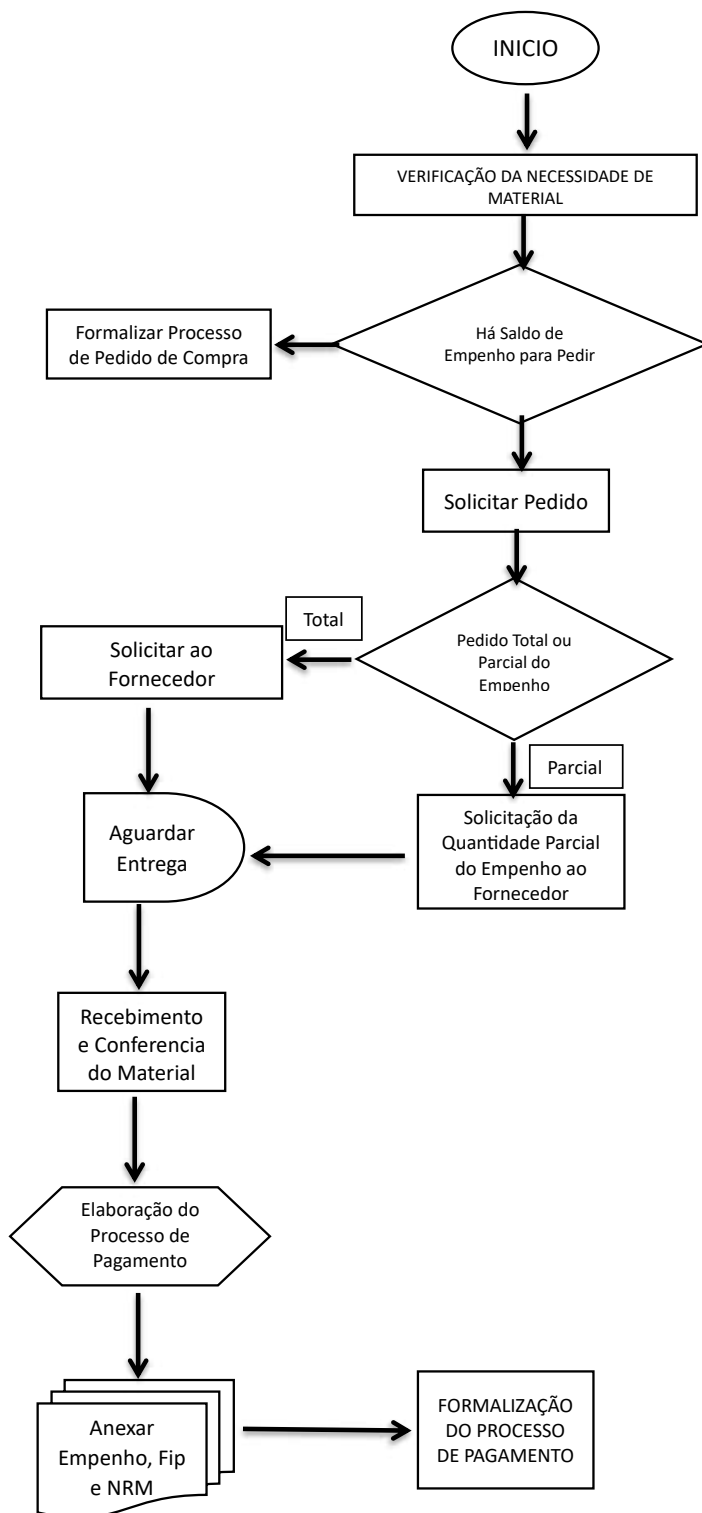 INICIO
VERIFICAÇÃO DA NECESSIDADE DE
MATERIAL
Há Saldo de
Empenho para Pedir
Formalizar Processo
de Pedido de Compra
Solicitar Pedido
Pedido Total ou
Parcial do
Empenho
Total
Solicitar ao
Fornecedor
Parcial
Solicitação da
Quantidade Parcial
do Empenho ao
Fornecedor
Aguardar
Entrega
Recebimento
e Conferencia
do Material
Elaboração do
Processo de
Pagamento
Anexar
Empenho, Fip
e NRM
FORMALIZAÇÃO
DO PROCESSO
DE PAGAMENTO